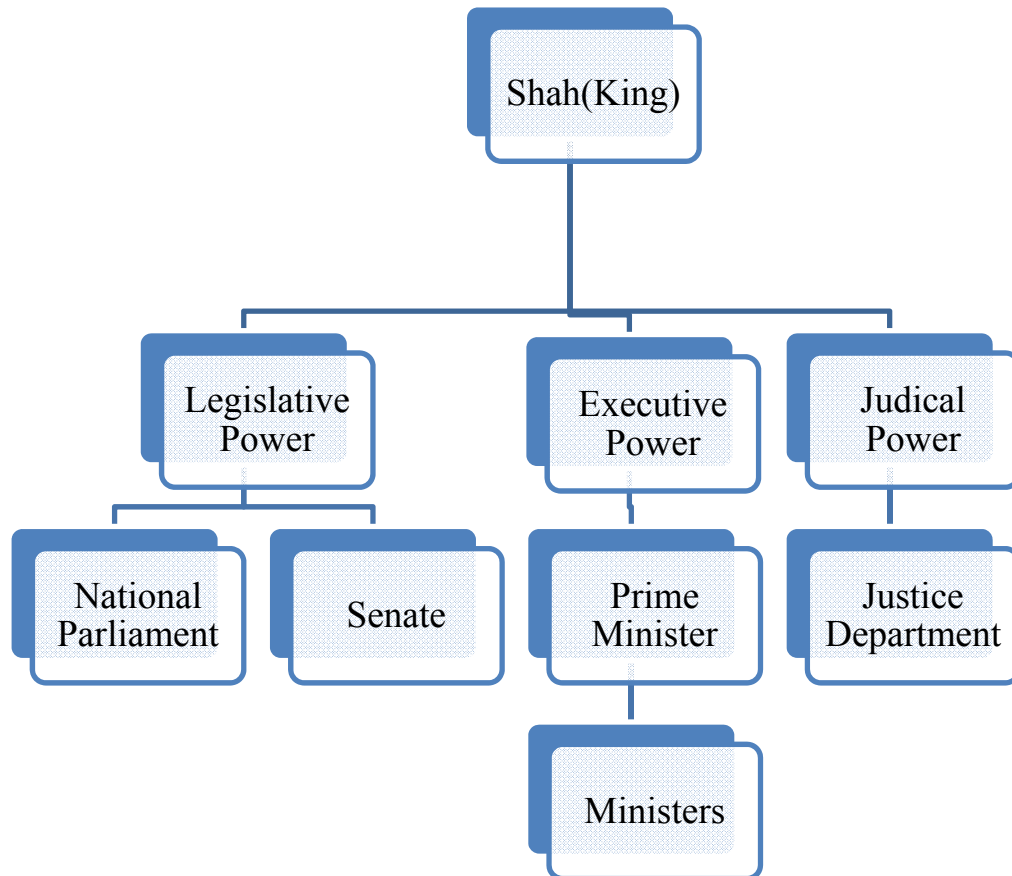 Shah(King)
Legislative
Power
Executive
Power
Judical
Power
National
Parliament
Senate
Prime
Minister
Justice
Department
Ministers